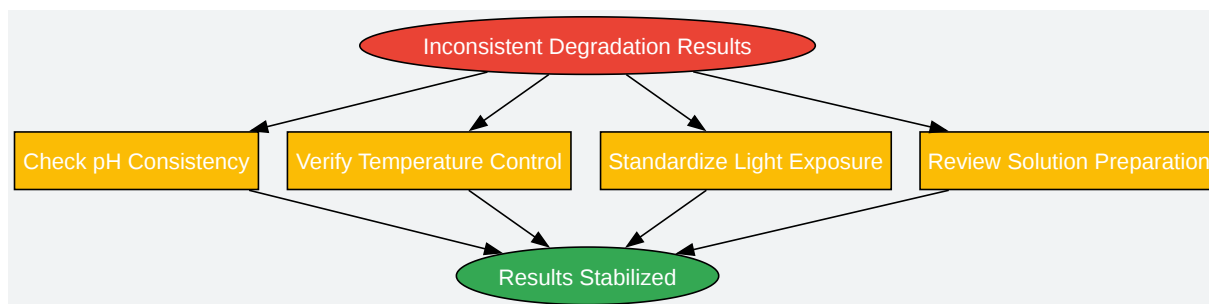 Inconsistent Degradation Results
Check pH Consistency
Verify Temperature Control
Standardize Light Exposure
Review Solution Preparation
Results Stabilized